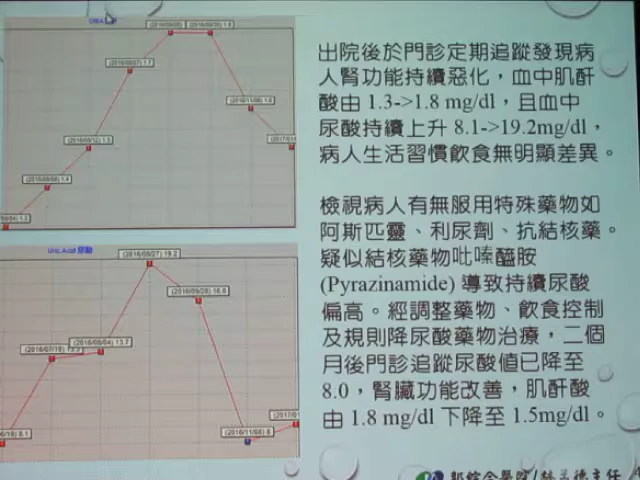 (2016/08/27) 1.7
(2016/08/12) 1.5
(2016/08/08) 1.4
(2016/11/08) 1.6
Uric Acid 尿酸
(2016/08/27) 19.2
(2016/09/28) 16.8
(2016/08/04) 13.7
(2016/11/08) 8
出院後於門診定期追蹤發現病
人腎功能持續惡化，血中肌酐
酸由 1.3->1.8 mg/dl，且血中
尿酸持續上升 8.1->19.2mg/dl，
病人生活習慣飲食無明顯差異。
檢視病人有無服用特殊藥物如
阿斯匹靈、利尿劑、抗結核藥。
疑似結核藥物吡嗪醯胺
(Pyrazinamide) 導致持續尿酸
偏高。經調整藥物、飲食控制
及規則降尿酸藥物治療，二個
月後門診追蹤尿酸值已降至
8.0，腎臟功能改善，肌酐酸
由 1.8 mg/dl 下降至 1.5mg/dl。